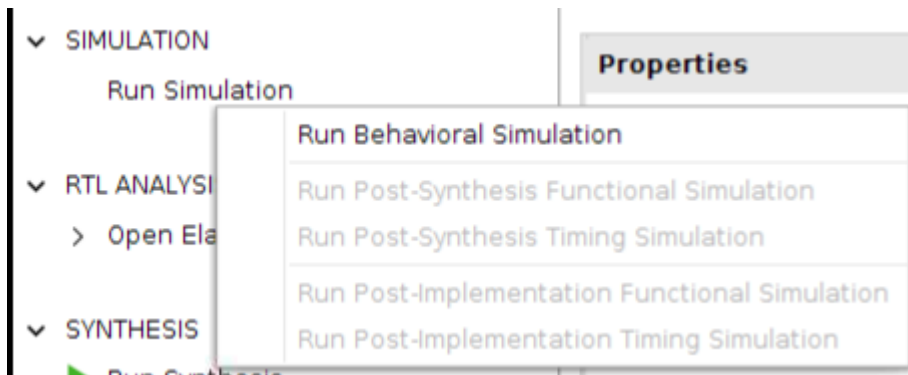 SIMULATION
Run Simulation
Properties
Run Behavioral Simulation
RTL ANALYSI
Run Post-Synthesis Functional Simulation
Open Ela
Run Post-Synthesis Timing Simulation
Run Post-Implementation Functional Simulation
SYNTHESIS
Run Post-Implementation Timing Simulation